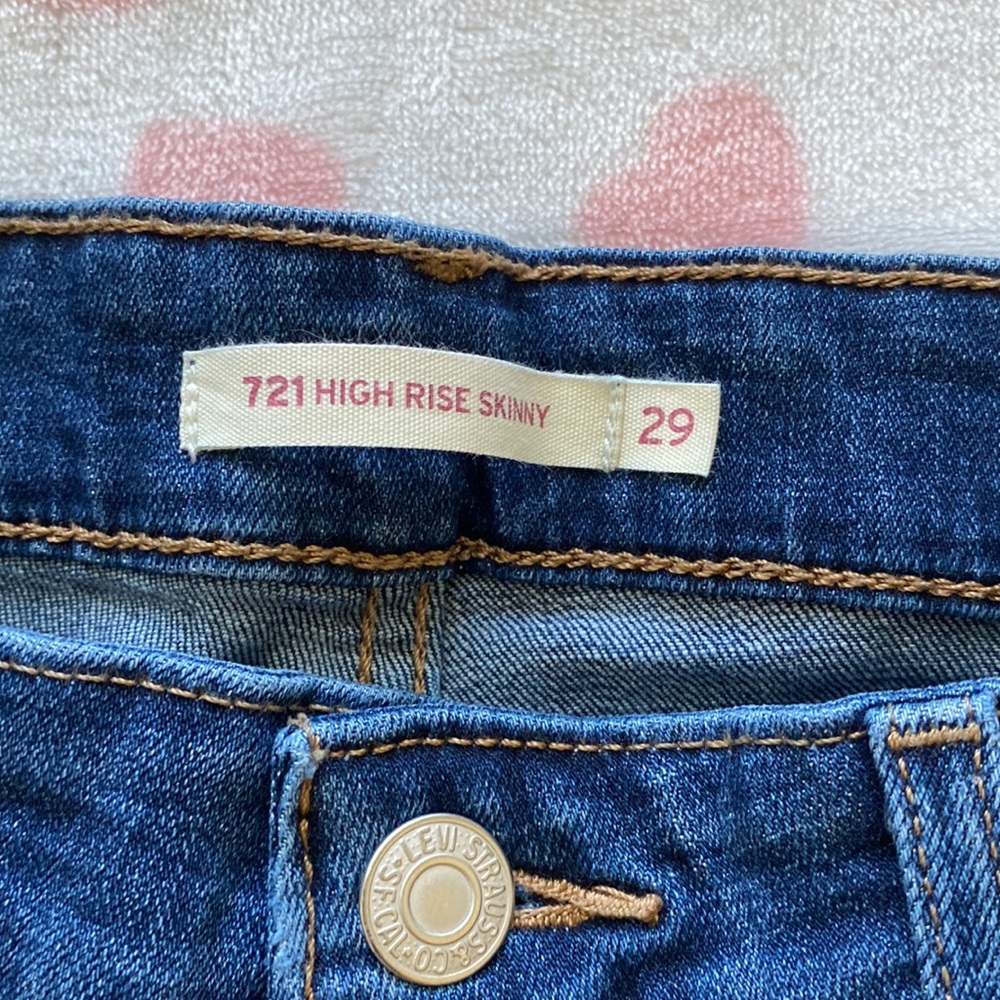 721 HIGH RISE SKINNY
29
LEVI STRAUSS & CO • S.F. CAL •